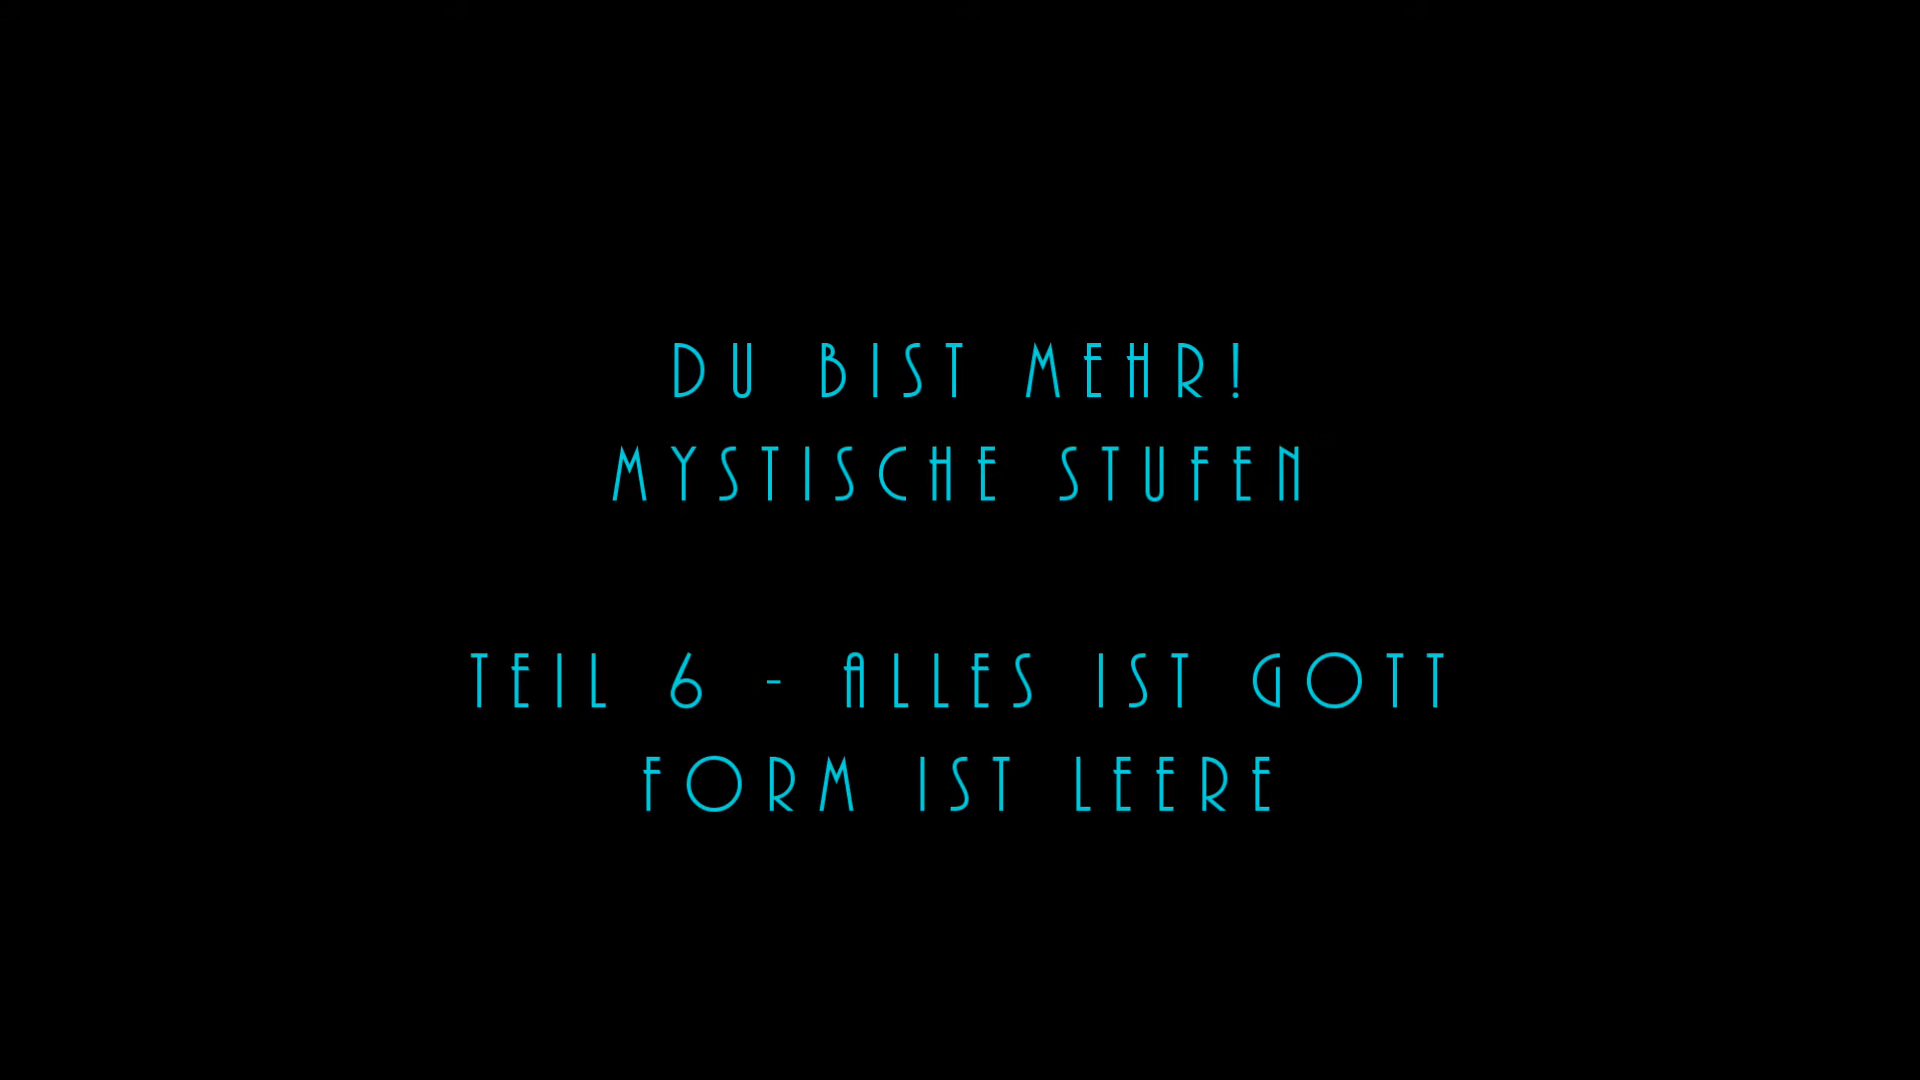 DU BIST MEHR!
MYSTISCHE STUFEN
TEIL 6 - ALLES IST GOTT
FORM IST LEERE